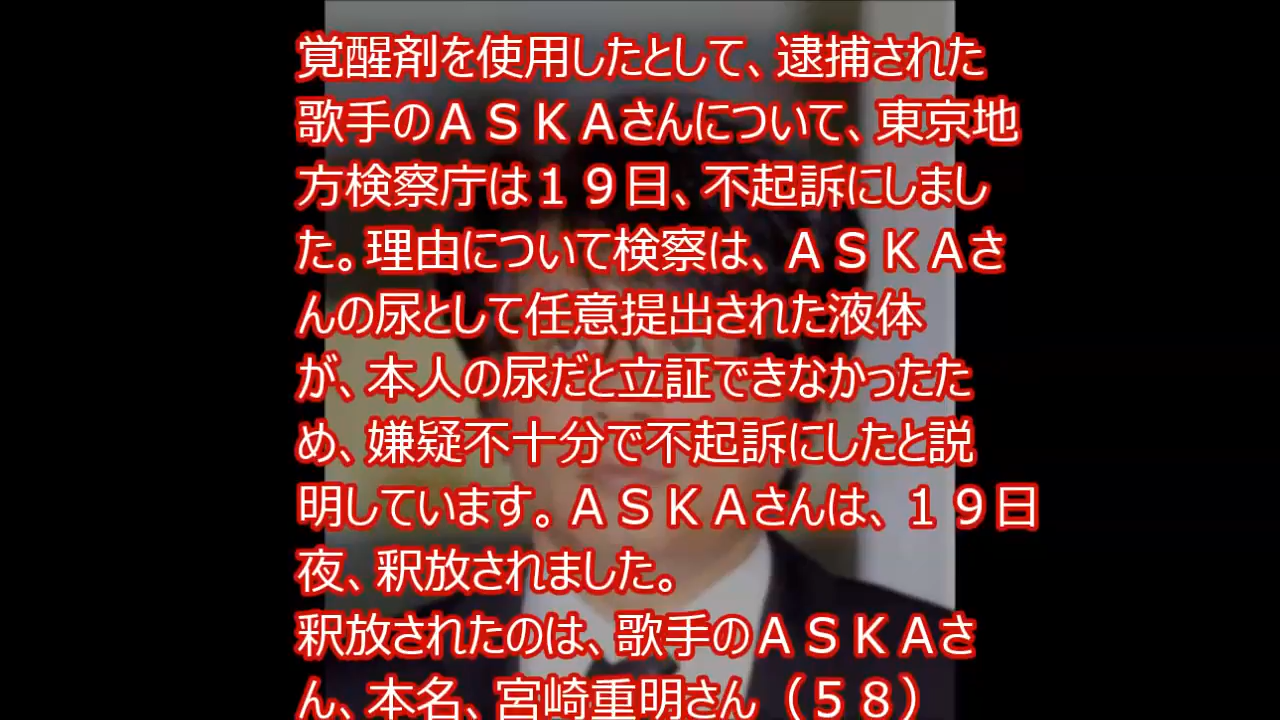 覚醒剤を使用したとして、逮捕された
歌手のＡＳＫＡさんについて、東京地
方検察庁は１９日、不起訴にしまし
た。理由について検察は、ＡＳＫＡさ
んの尿として任意提出された液体
が、本人の尿だと立証できなかったた
め、嫌疑不十分で不起訴にしたと説
明しています。ＡＳＫＡさんは、１９日
夜、釈放されました。
釈放されたのは、歌手のＡＳＫＡさ
ん、本名、宮崎重明さん（５８）